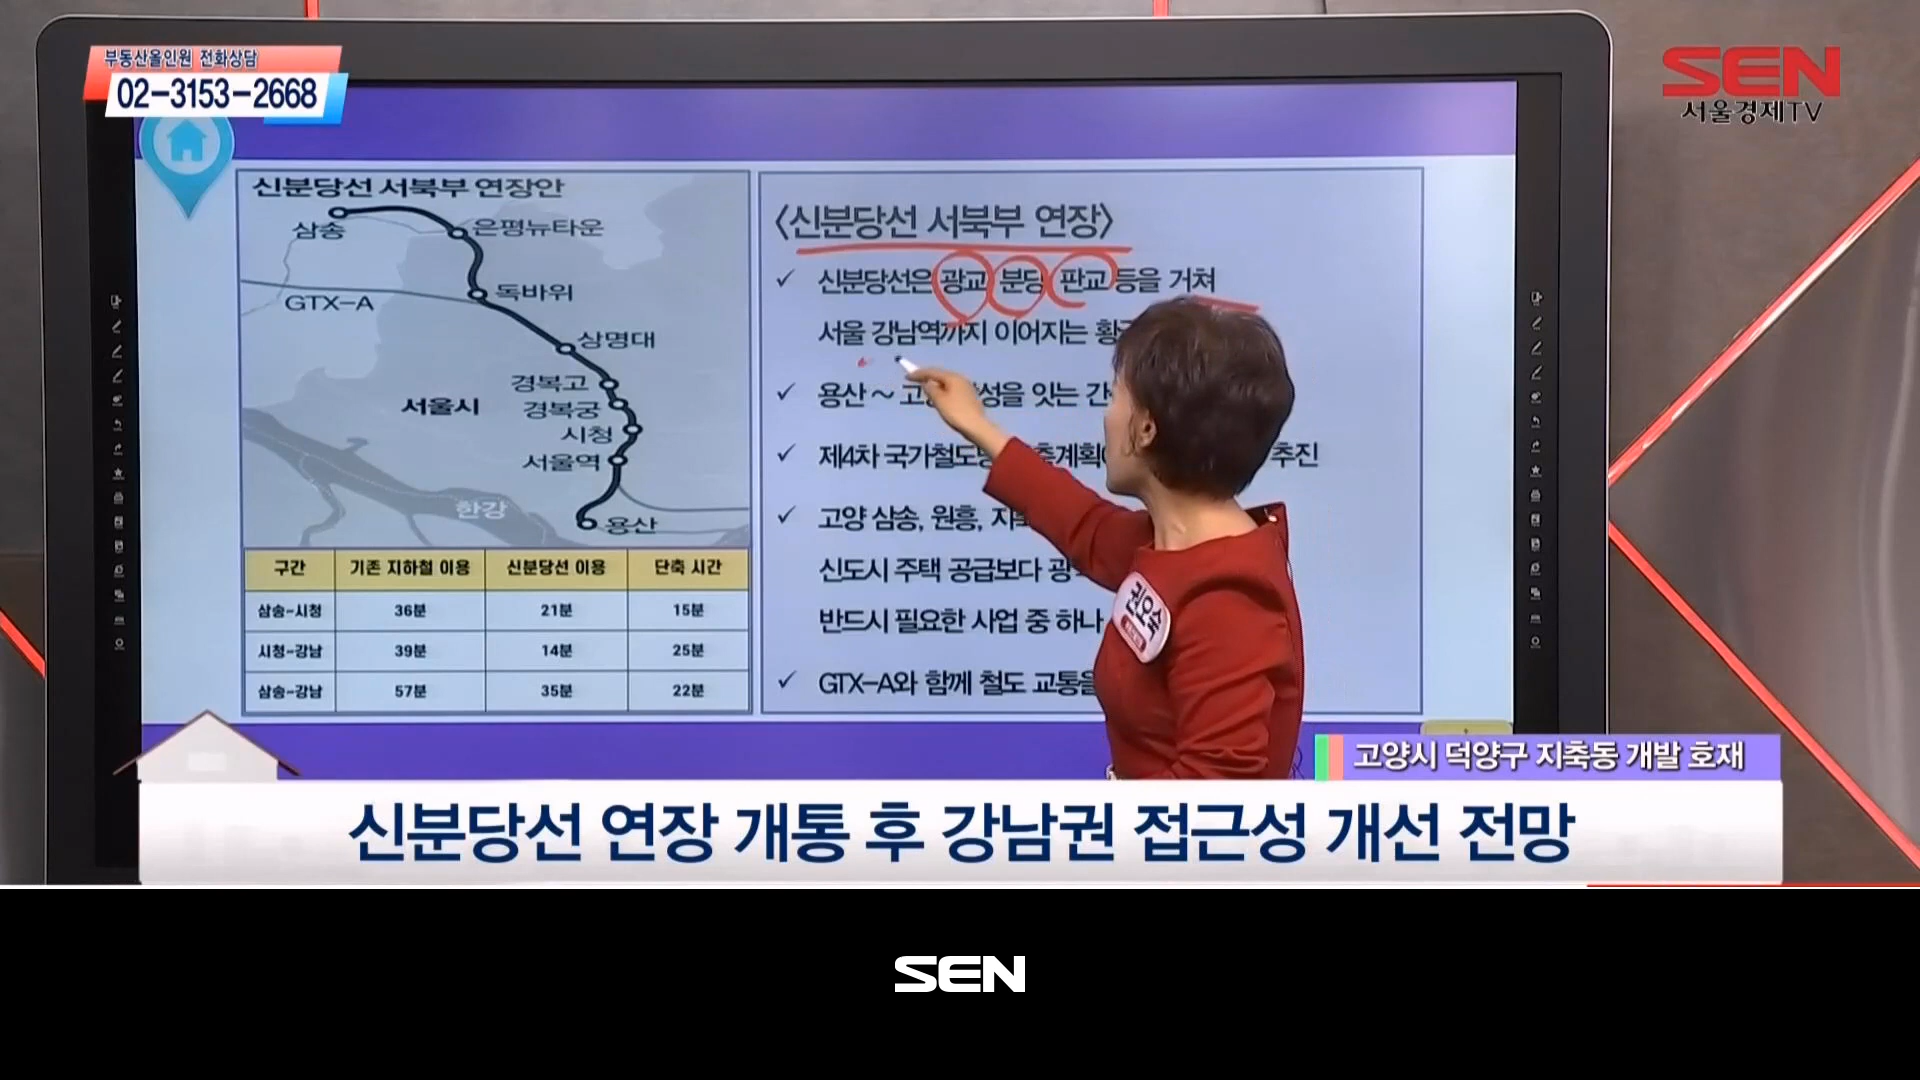 부동산올인원 전화상담
02-3153-2668
SEN
서울경제TV
신분당선 서북부 연장안
삼송
은평뉴타운
독바위
GTX-A
상명대
경복고
서울시
경복궁
시청
서울역
한강
용산
구간 기존 지하철 이용 신분당선 이용 단축 시간
삼송-시청 36분 21분 15분
시청-강남 39분 14분 25분
삼송-강남 57분 35분 22분
<신분당선 서북부 연장>
✓ 신분당선은 광교 분당 판교 등을 거쳐
서울 강남역까지 이어지는
✓ 용산~ 잇는
✓ 제4차 추진
✓ 고양 삼송, 원흥,
신도시 주택 공급보다
반드시 필요한 사업 중 하나
✓ GTX-A와 함께 철도 교통을
권오숙
고양시 덕양구 지축동 개발 호재
신분당선 연장 개통 후 강남권 접근성 개선 전망
SEN